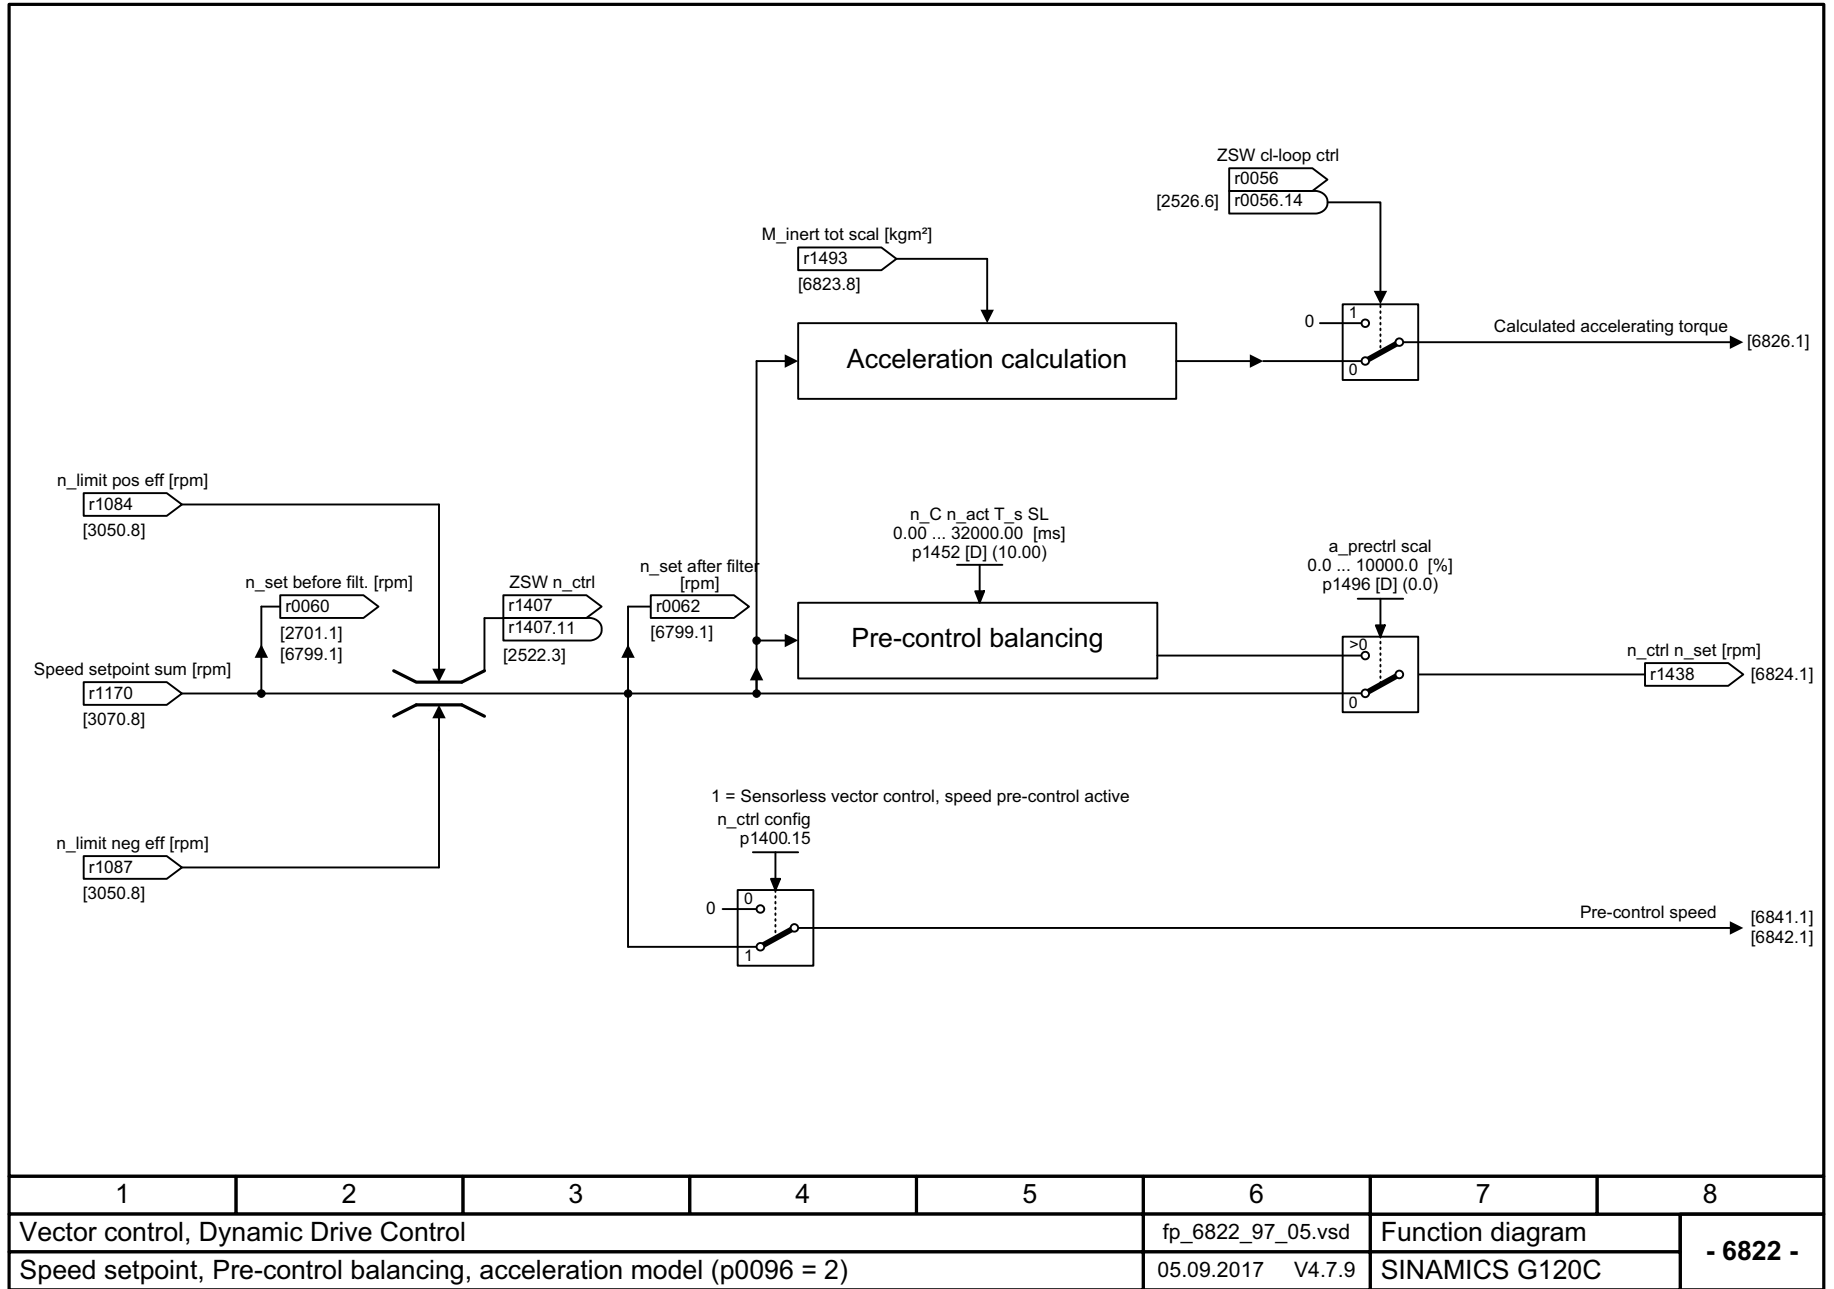 ZSW cl-loop ctrl
r0056
[2526.6] r0056.14
M_inert tot scal [kgm²]
r1493
[6823.8]
0
1
0
Acceleration calculation
Calculated accelerating torque
[6826.1]
n_limit pos eff [rpm]
r1084
[3050.8]
n_C n_act T_s SL
0.00 ... 32000.00 [ms]
p1452 [D] (10.00)
a_prectrl scal
0.0 ... 10000.0 [%]
p1496 [D] (0.0)
n_set before filt. [rpm]
r0060
[2701.1]
[6799.1]
ZSW n_ctrl
r1407
r1407.11
[2522.3]
n_set after filter
[rpm]
r0062
[6799.1]
Pre-control balancing
>0
0
n_ctrl n_set [rpm]
r1438
[6824.1]
Speed setpoint sum [rpm]
r1170
[3070.8]
1 = Sensorless vector control, speed pre-control active
n_ctrl config
p1400.15
n_limit neg eff [rpm]
r1087
[3050.8]
0
0
1
Pre-control speed
[6841.1]
[6842.1]
1 2 3 4 5 6 7 8
Vector control, Dynamic Drive Control
fp_6822_97_05.vsd
Function diagram
- 6822 -
Speed setpoint, Pre-control balancing, acceleration model (p0096 = 2)
05.09.2017 V4.7.9
SINAMICS G120C